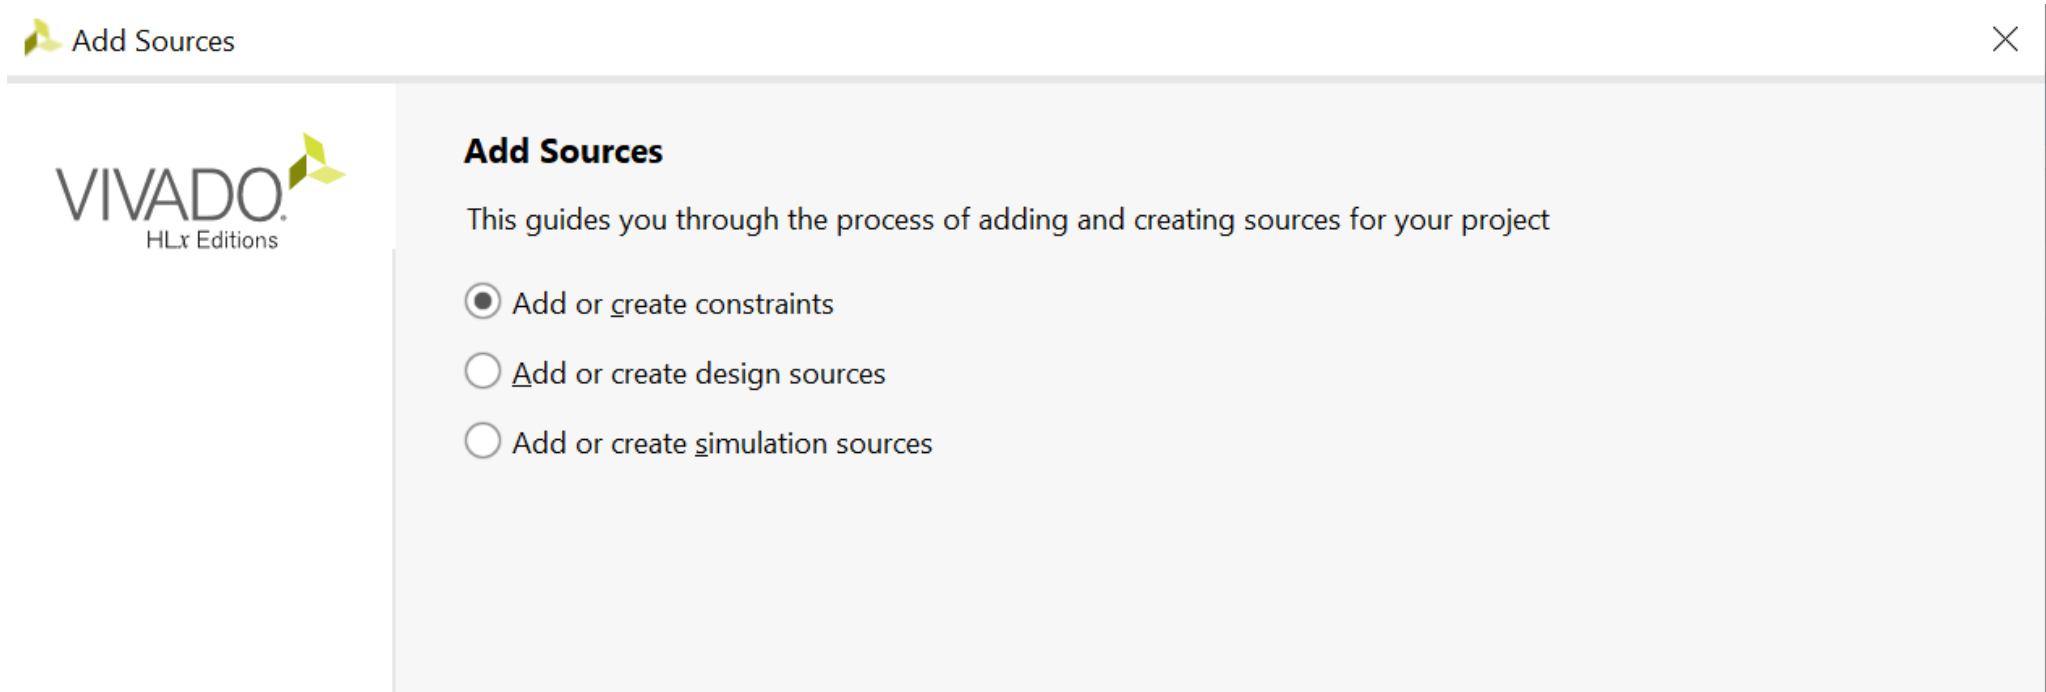 Add Sources
VIVADO.
HLx Editions
Add Sources
This guides you through the process of adding and creating sources for your project
Add or create constraints
Add or create design sources
Add or create simulation sources